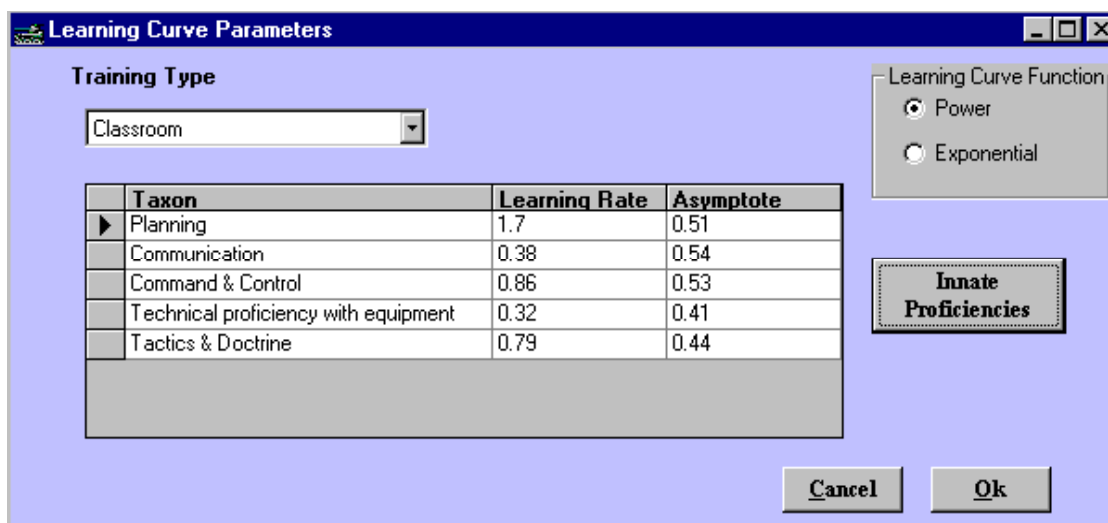 Learning Curve Parameters
Training Type
Classroom
Learning Curve Function
Power
Exponential
Taxon Learning Rate Asymptote
Planning 1.7 0.51
Communication 0.38 0.54
Command & Control 0.86 0.53
Technical proficiency with equipment 0.32 0.41
Tactics & Doctrine 0.79 0.44
Innate
Proficiencies
Cancel Ok